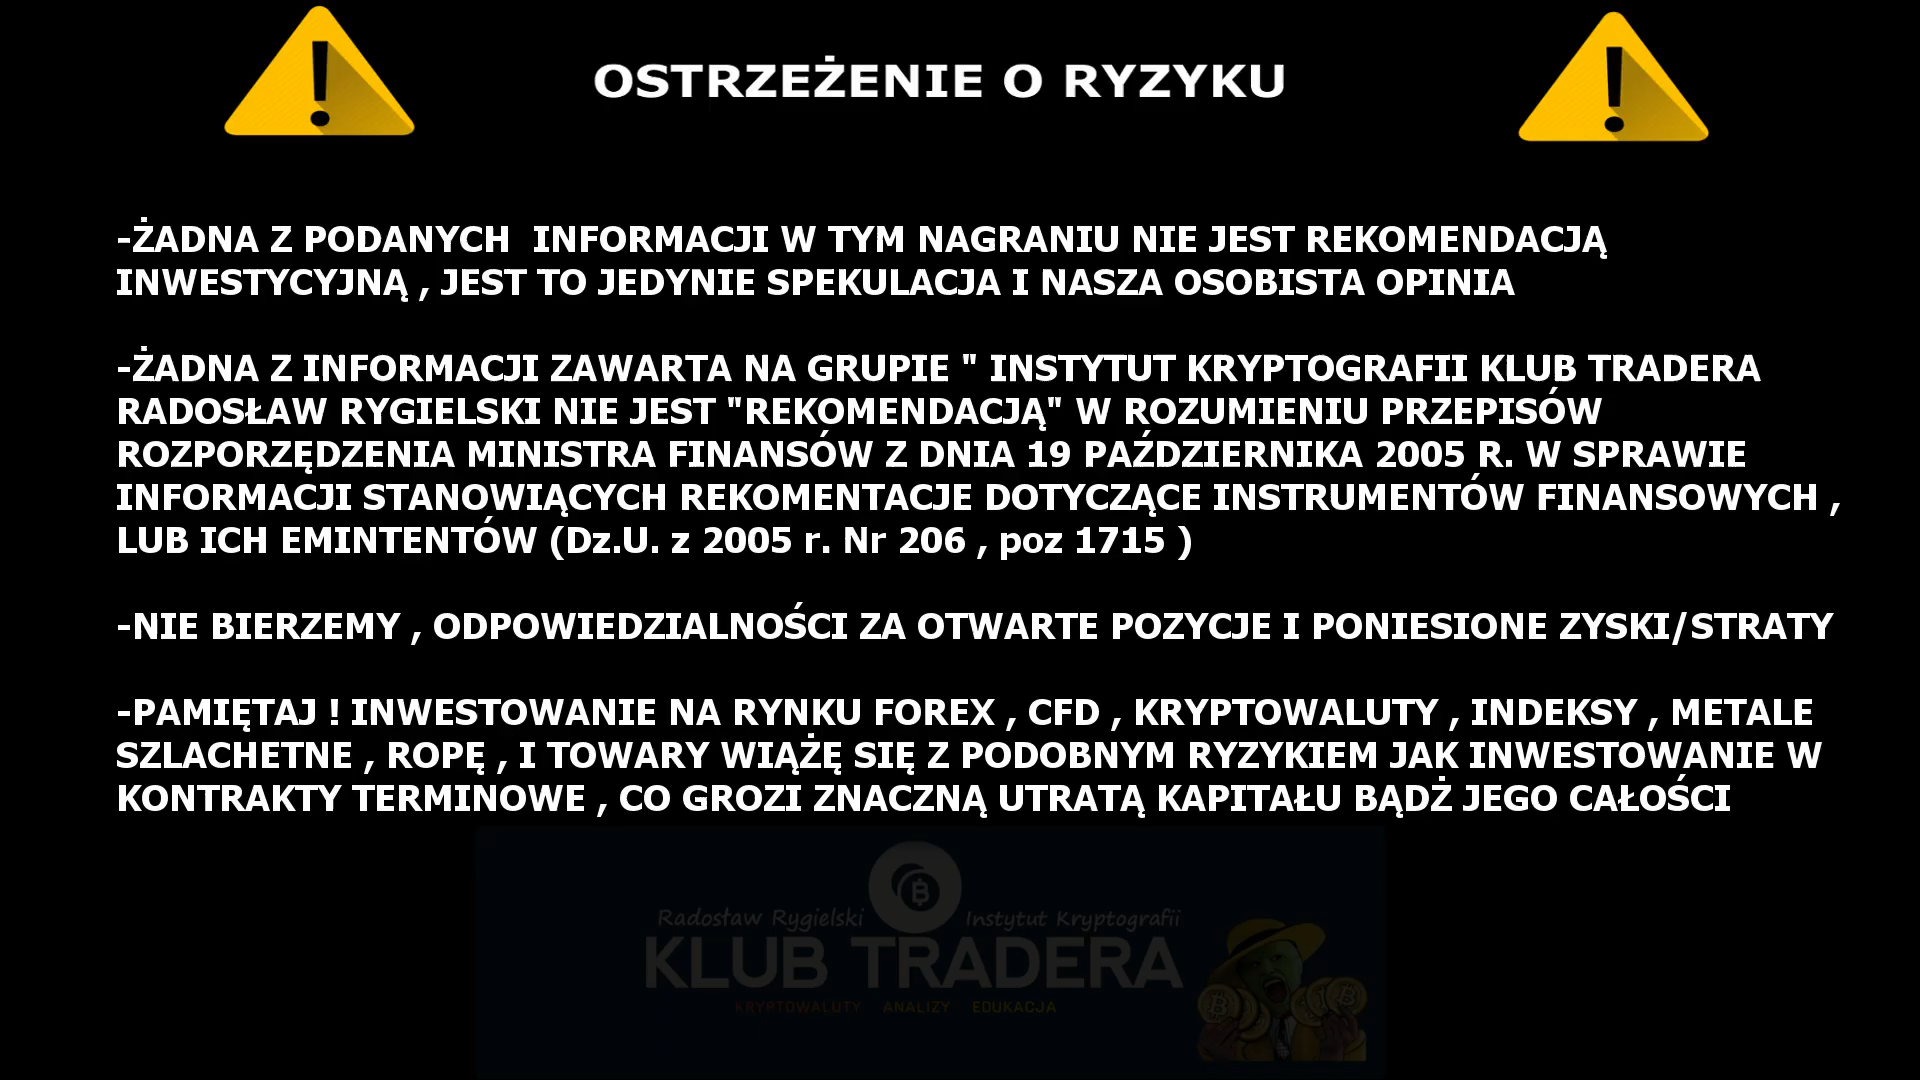 OSTRZEŻENIE O RYZYKU
-ŻADNA Z PODANYCH  INFORMACJI W TYM NAGRANIU NIE JEST REKOMENDACJĄ
INWESTYCYJNĄ , JEST TO JEDYNIE SPEKULACJA I NASZA OSOBISTA OPINIA
-ŻADNA Z INFORMACJI ZAWARTA NA GRUPIE " INSTYTUT KRYPTOGRAFII KLUB TRADERA
RADOSŁAW RYGIELSKI NIE JEST "REKOMENDACJĄ" W ROZUMIENIU PRZEPISÓW
ROZPORZĘDZENIA MINISTRA FINANSÓW Z DNIA 19 PAŹDZIERNIKA 2005 R. W SPRAWIE
INFORMACJI STANOWIĄCYCH REKOMENTACJE DOTYCZĄCE INSTRUMENTÓW FINANSOWYCH ,
LUB ICH EMINTENTÓW (Dz.U. z 2005 r. Nr 206 , poz 1715 )
-NIE BIERZEMY , ODPOWIEDZIALNOŚCI ZA OTWARTE POZYCJE I PONIESIONE ZYSKI/STRATY
-PAMIĘTAJ ! INWESTOWANIE NA RYNKU FOREX , CFD , KRYPTOWALUTY , INDEKSY , METALE
SZLACHETNE , ROPĘ , I TOWARY WIĄŻĘ SIĘ Z PODOBNYM RYZYKIEM JAK INWESTOWANIE W
KONTRAKTY TERMINOWE , CO GROZI ZNACZNĄ UTRATĄ KAPITAŁU BĄDŻ JEGO CAŁOŚCI
Radosław Rygielski Instytut Kryptografii
KLUB TRADERA
KRYPTOWALUTY ANALIZY EDUKACJA